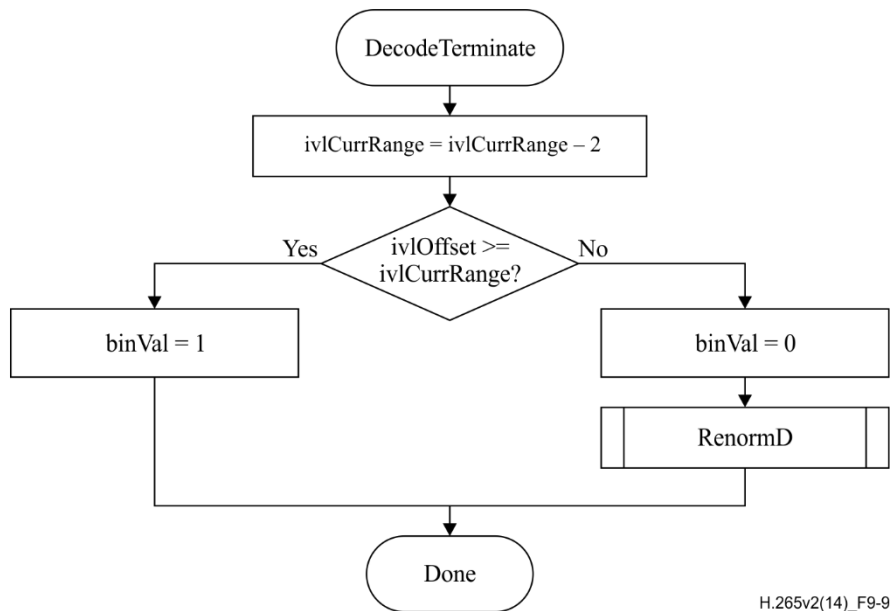 DecodeTerminate
ivlCurrRange = ivlCurrRange – 2
Yes
ivlOffset >=
ivlCurrRange?
No
binVal = 1
binVal = 0
RenormD
Done
H.265v2(14)_F9-9